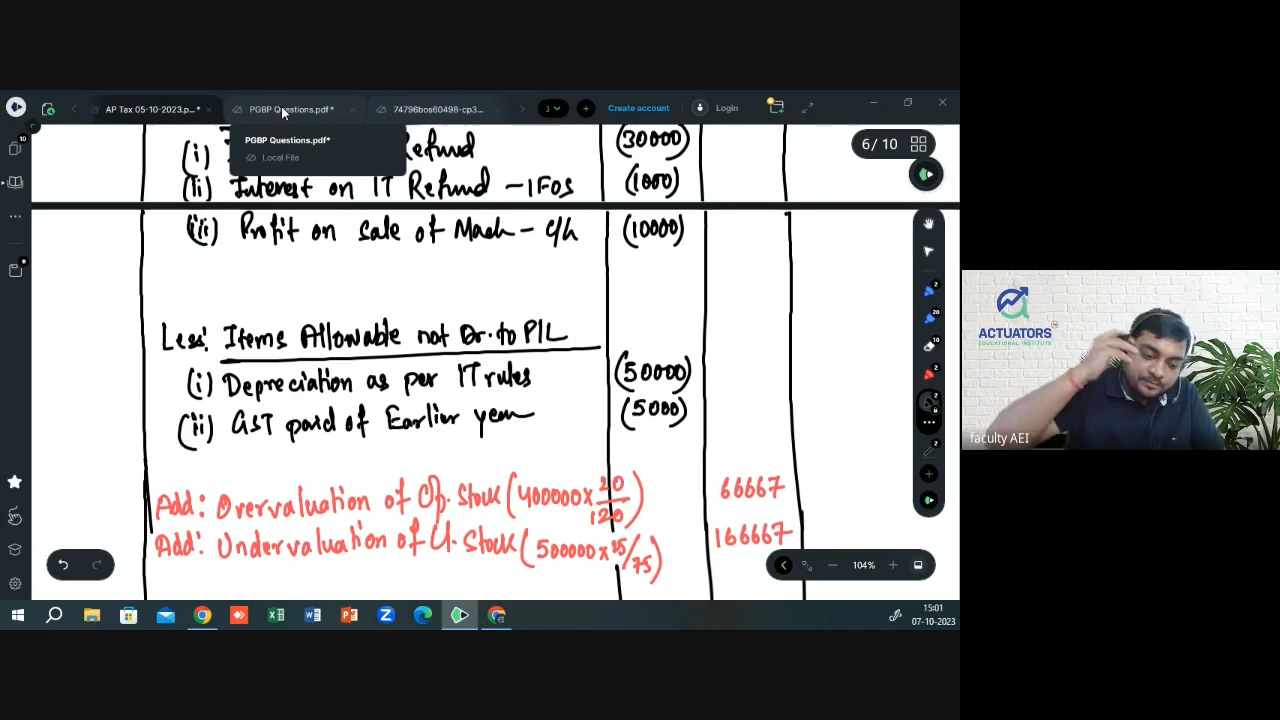 AP Tax 05-10-2023.p... *
PGBP Questions.pdf *
74796bos60498-cp3...
3
Create account
Login
PGBP Questions.pdf*
Local File
6 / 10
(i) Refund (30000)
(ii) Interest on IT Refund - IFOS (1000)
(iii) Profit on sale of Mach - C/h (10000)
Less: Items Allowable not Dr. to P/L
(i) Depreciation as per IT rules (50000)
(ii) GST paid of Earlier year (5000)
Add: Overvaluation of Op. Stock (400000 x 20/120) 66667
Add: Undervaluation of Cl. Stock (500000 x 25/75) 166667
104%
ACTUATORS
EDUCATIONAL INSTITUTE
faculty AEI
15:01
07-10-2023